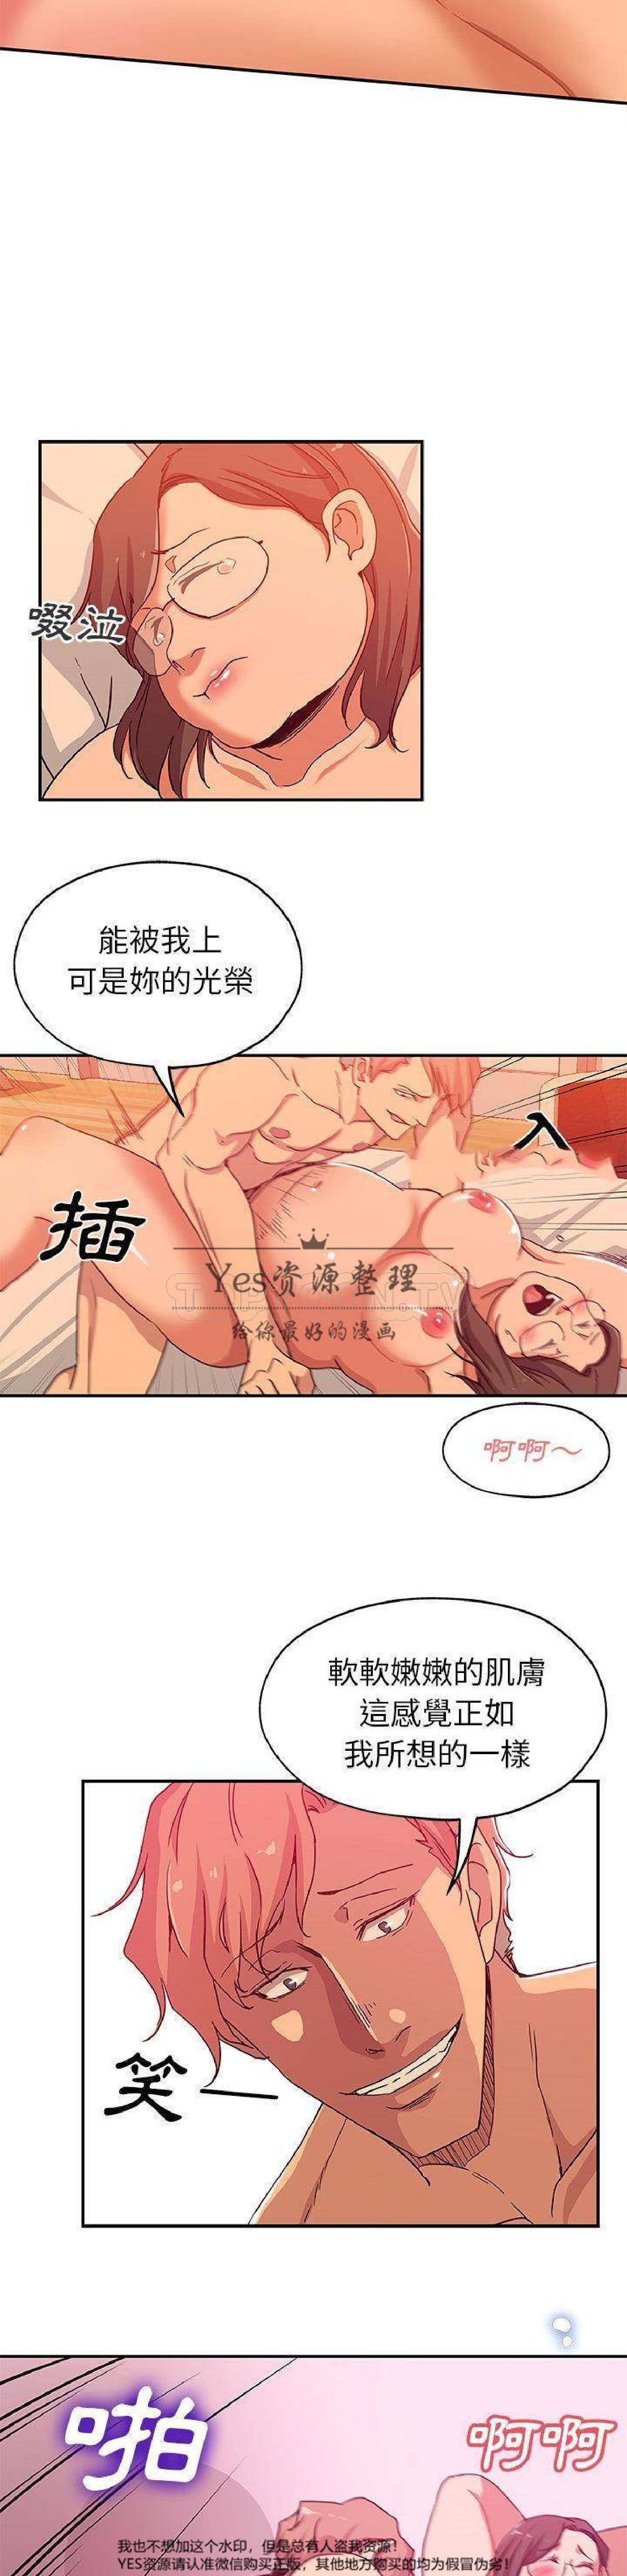 啜泣
能被我上
可是妳的光榮
入
插
Yes资源整理
TOPTOON.TV
给你最好的漫画
啊啊～
軟軟嫩嫩的肌膚
這感覺正如
我所想的一樣
笑—
啪
啊啊
我也不想加这个水印，但是总有人盗我资源！
YES资源请认准微信购买正版，其他地方购买的均为假冒伪劣！